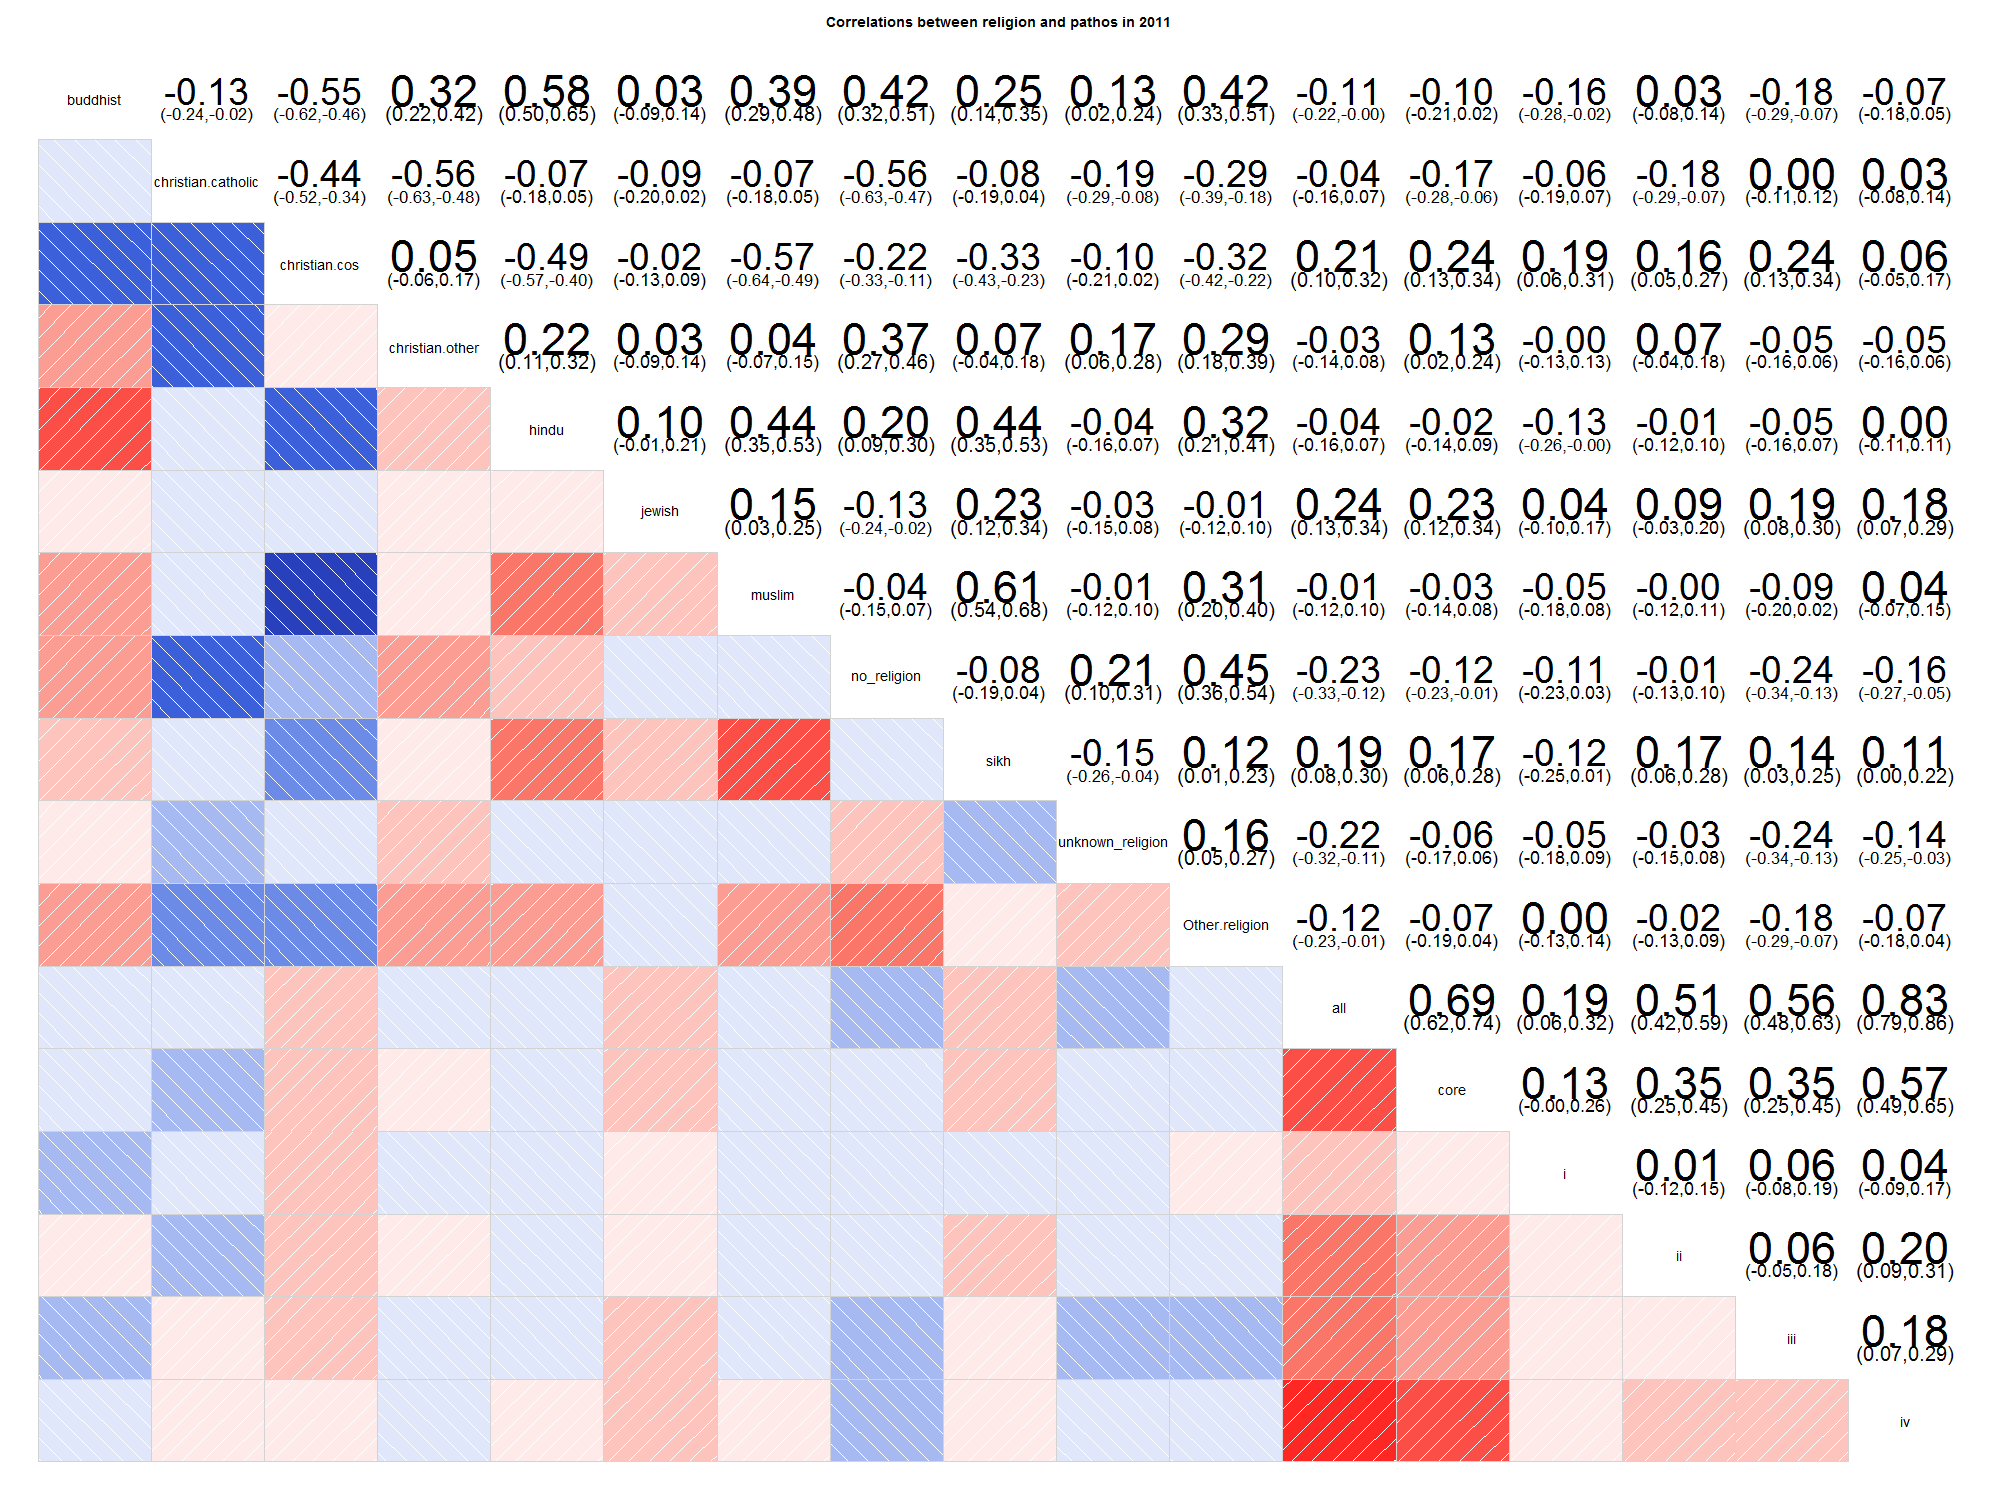 Correlations between religion and pathos in 2011
buddhist -0.13 -0.55 0.32 0.58 0.03 0.39 0.42 0.25 0.13 0.42 -0.11 -0.10 -0.16 0.03 -0.18 -0.07
(-0.24,-0.02) (-0.62,-0.46) (0.22,0.42) (0.50,0.65) (-0.09,0.14) (0.29,0.48) (0.32,0.51) (0.14,0.35) (0.02,0.24) (0.33,0.51) (-0.22,-0.00) (-0.21,0.02) (-0.28,-0.02) (-0.08,0.14) (-0.29,-0.07) (-0.18,0.05)
christian.catholic -0.44 -0.56 -0.07 -0.09 -0.07 -0.56 -0.08 -0.19 -0.29 -0.04 -0.17 -0.06 -0.18 0.00 0.03
(-0.52,-0.34) (-0.63,-0.48) (-0.18,0.05) (-0.20,0.02) (-0.18,0.05) (-0.63,-0.47) (-0.19,0.04) (-0.29,-0.08) (-0.39,-0.18) (-0.16,0.07) (-0.28,-0.06) (-0.19,0.07) (-0.29,-0.07) (-0.11,0.12) (-0.08,0.14)
christian.cos 0.05 -0.49 -0.02 -0.57 -0.22 -0.33 -0.10 -0.32 0.21 0.24 0.19 0.16 0.24 0.06
(-0.06,0.17) (-0.57,-0.40) (-0.13,0.09) (-0.64,-0.49) (-0.33,-0.11) (-0.43,-0.23) (-0.21,0.02) (-0.42,-0.22) (0.10,0.32) (0.13,0.34) (0.06,0.31) (0.05,0.27) (0.13,0.34) (-0.05,0.17)
christian.other 0.22 0.03 0.04 0.37 0.07 0.17 0.29 -0.03 0.13 -0.00 0.07 -0.05 -0.05
(0.11,0.32) (-0.09,0.14) (-0.07,0.15) (0.27,0.46) (-0.04,0.18) (0.06,0.28) (0.18,0.39) (-0.14,0.08) (0.02,0.24) (-0.13,0.13) (-0.04,0.18) (-0.16,0.06) (-0.16,0.06)
hindu 0.10 0.44 0.20 0.44 -0.04 0.32 -0.04 -0.02 -0.13 -0.01 -0.05 0.00
(-0.01,0.21) (0.35,0.53) (0.09,0.30) (0.35,0.53) (-0.16,0.07) (0.21,0.41) (-0.16,0.07) (-0.14,0.09) (-0.26,-0.00) (-0.12,0.10) (-0.16,0.07) (-0.11,0.11)
jewish 0.15 -0.13 0.23 -0.03 -0.01 0.24 0.23 0.04 0.09 0.19 0.18
(0.03,0.25) (-0.24,-0.02) (0.12,0.34) (-0.15,0.08) (-0.12,0.10) (0.13,0.34) (0.12,0.34) (-0.10,0.17) (-0.03,0.20) (0.08,0.30) (0.07,0.29)
muslim -0.04 0.61 -0.01 0.31 -0.01 -0.03 -0.05 -0.00 -0.09 0.04
(-0.15,0.07) (0.54,0.68) (-0.12,0.10) (0.20,0.40) (-0.12,0.10) (-0.14,0.08) (-0.18,0.08) (-0.12,0.11) (-0.20,0.02) (-0.07,0.15)
no_religion -0.08 0.21 0.45 -0.23 -0.12 -0.11 -0.01 -0.24 -0.16
(-0.19,0.04) (0.10,0.31) (0.36,0.54) (-0.33,-0.12) (-0.23,-0.01) (-0.23,0.03) (-0.13,0.10) (-0.34,-0.13) (-0.27,-0.05)
sikh -0.15 0.12 0.19 0.17 -0.12 0.17 0.14 0.11
(-0.26,-0.04) (0.01,0.23) (0.08,0.30) (0.06,0.28) (-0.25,0.01) (0.06,0.28) (0.03,0.25) (0.00,0.22)
unknown_religion 0.16 -0.22 -0.06 -0.05 -0.03 -0.24 -0.14
(0.05,0.27) (-0.32,-0.11) (-0.17,0.06) (-0.18,0.09) (-0.15,0.08) (-0.34,-0.13) (-0.25,-0.03)
Other.religion -0.12 -0.07 0.00 -0.02 -0.18 -0.07
(-0.23,-0.01) (-0.19,0.04) (-0.13,0.14) (-0.13,0.09) (-0.29,-0.07) (-0.18,0.04)
all 0.69 0.19 0.51 0.56 0.83
(0.62,0.74) (0.06,0.32) (0.42,0.59) (0.48,0.63) (0.79,0.86)
core 0.13 0.35 0.35 0.57
(-0.00,0.26) (0.25,0.45) (0.25,0.45) (0.49,0.65)
i 0.01 0.06 0.04
(-0.12,0.15) (-0.08,0.19) (-0.09,0.17)
ii 0.06 0.20
(-0.05,0.18) (0.09,0.31)
iii 0.18
(0.07,0.29)
iv